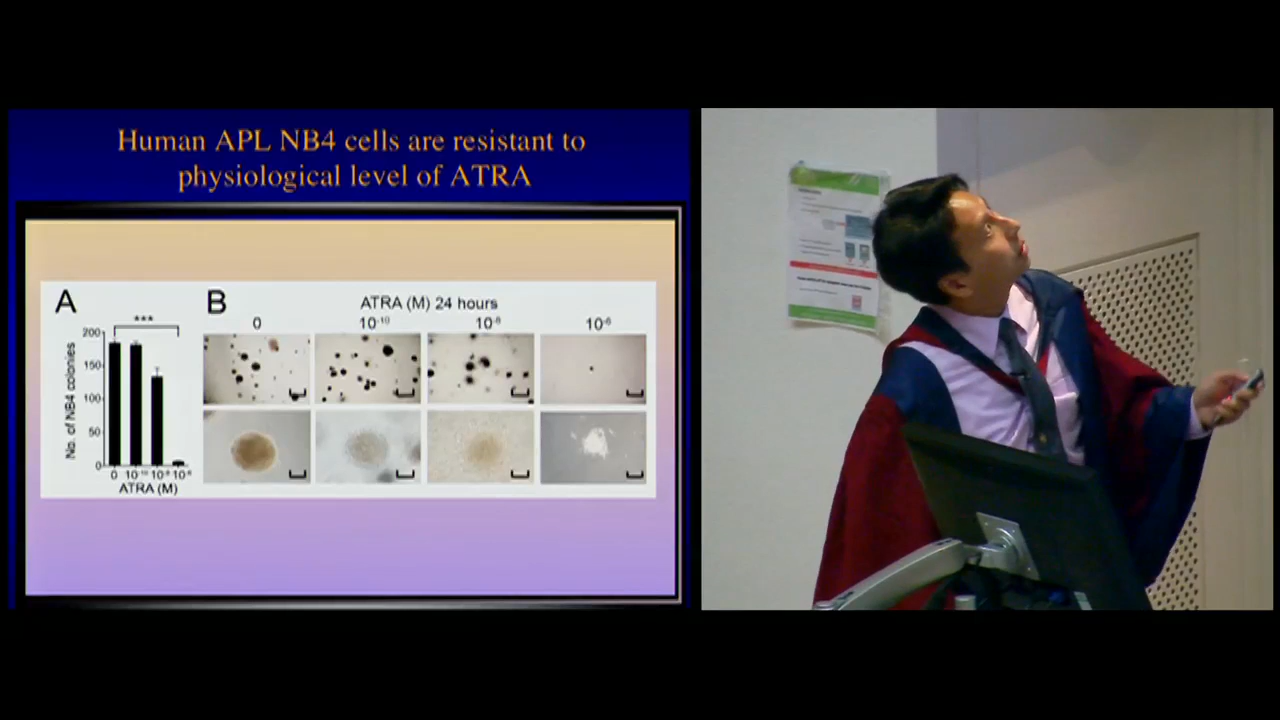 Human APL NB4 cells are resistant to
physiological level of ATRA
A
***
200
150
100
50
0
No. of NB4 colonies
0 10⁻¹⁰ 10⁻⁸ 10⁻⁶
ATRA (M)
B
ATRA (M) 24 hours
0 10⁻¹⁰ 10⁻⁸ 10⁻⁶